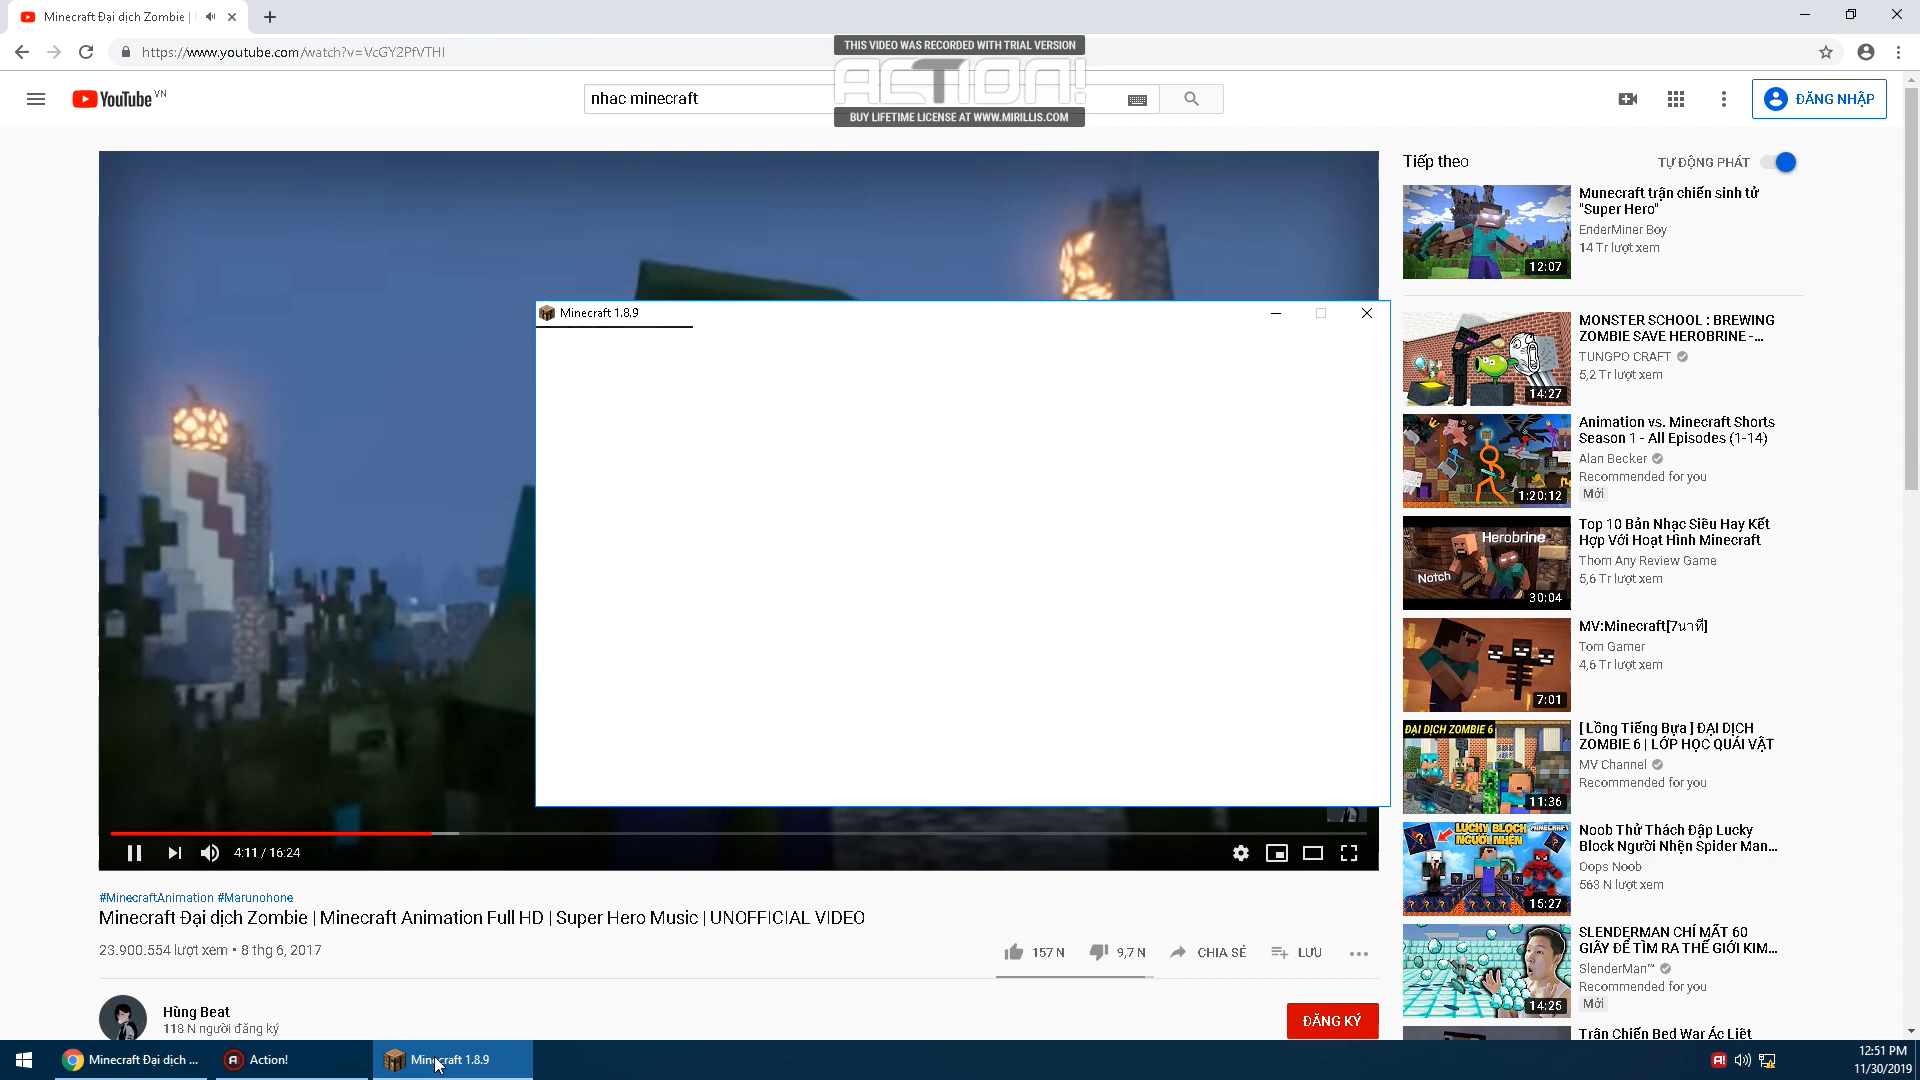 Minecraft Đại dịch Zombie |
https://www.youtube.com/watch?v=VcGY2PfVTHI
THIS VIDEO WAS RECORDED WITH TRIAL VERSION
ACTION!
BUY LIFETIME LICENSE AT WWW.MIRILLIS.COM
YouTube VN
nhac minecraft
ĐĂNG NHẬP
Tiếp theo
TỰ ĐỘNG PHÁT
Munecraft trận chiến sinh tử
"Super Hero"
EnderMiner Boy
14 Tr lượt xem
12:07
Minecraft 1.8.9
MONSTER SCHOOL : BREWING
ZOMBIE SAVE HEROBRINE -...
TUNGPO CRAFT
5,2 Tr lượt xem
14:27
Animation vs. Minecraft Shorts
Season 1 - All Episodes (1-14)
Alan Becker
Recommended for you
Mới
1:20:12
Top 10 Bản Nhạc Siêu Hay Kết
Hợp Với Hoạt Hình Minecraft
Thom Any Review Game
5,6 Tr lượt xem
Herobrine
Notch
30:04
MV:Minecraft[7นาที]
Tom Gamer
4,6 Tr lượt xem
7:01
ĐẠI DỊCH ZOMBIE 6
[ Lồng Tiếng Bựa ] ĐẠI DỊCH
ZOMBIE 6 | LỚP HỌC QUÁI VẬT
MV Channel
Recommended for you
11:36
LUCKY BLOCK
NGƯỜI NHỆN
MINECRAFT
Noob Thử Thách Đập Lucky
Block Người Nhện Spider Man...
Oops Noob
563 N lượt xem
15:27
4:11 / 16:24
#MinecraftAnimation #Marunohone
Minecraft Đại dịch Zombie | Minecraft Animation Full HD | Super Hero Music | UNOFFICIAL VIDEO
23.900.554 lượt xem • 8 thg 6, 2017
157 N
9,7 N
CHIA SẺ
LƯU
SLENDERMAN CHỈ MẤT 60
GIÂY ĐỂ TÌM RA THẾ GIỚI KIM...
SlenderMan™
Recommended for you
Mới
14:25
Hùng Beat
118 N người đăng ký
ĐĂNG KÝ
Trận Chiến Bed War Ác Liệt
Minecraft Đại dịch ...
Action!
Minecraft 1.8.9
12:51 PM
11/30/2019